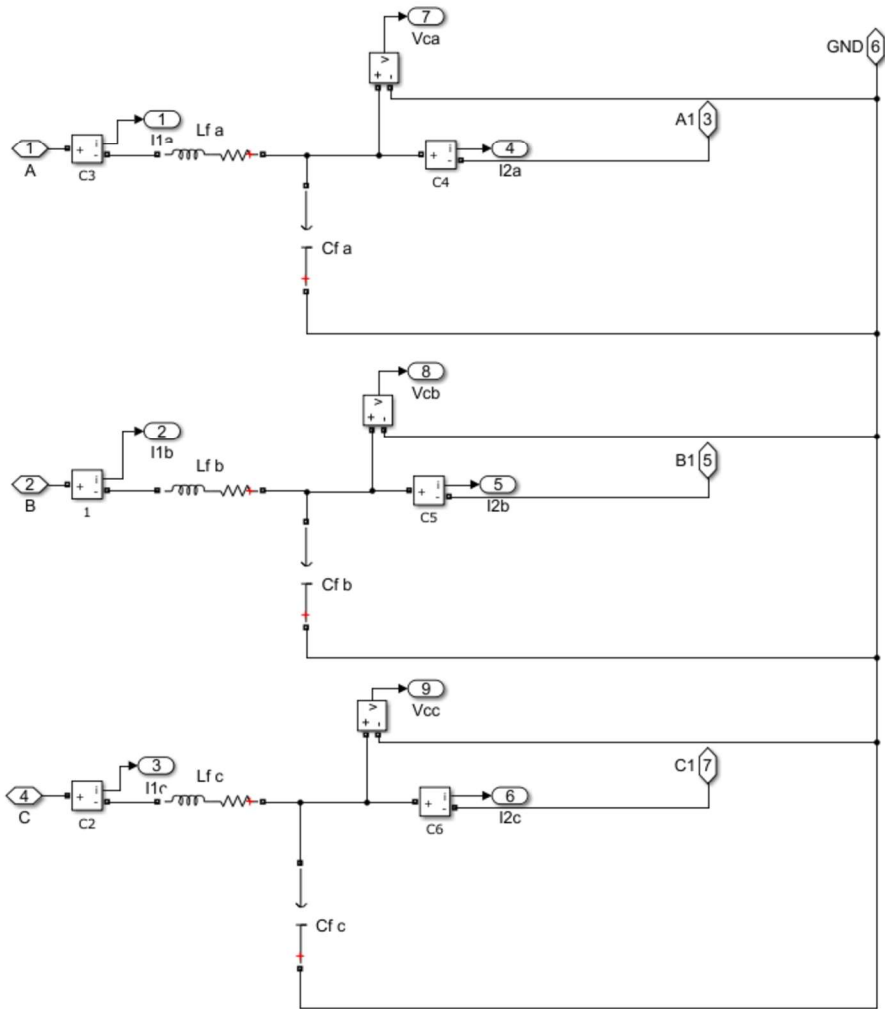 7
Vca
GND 6
v
+ -
A1 3
1
I1a
Lf a
1
A
+ i -
C3
+ i -
C4
4
I2a
Cf a
8
Vcb
v
+ -
2
I1b
B1 5
Lf b
2
B
+ i -
1
+ i -
C5
5
I2b
Cf b
9
Vcc
v
+ -
3
I1c
C1 7
Lf c
4
C
+ i -
C2
+ i -
C6
6
I2c
Cf c